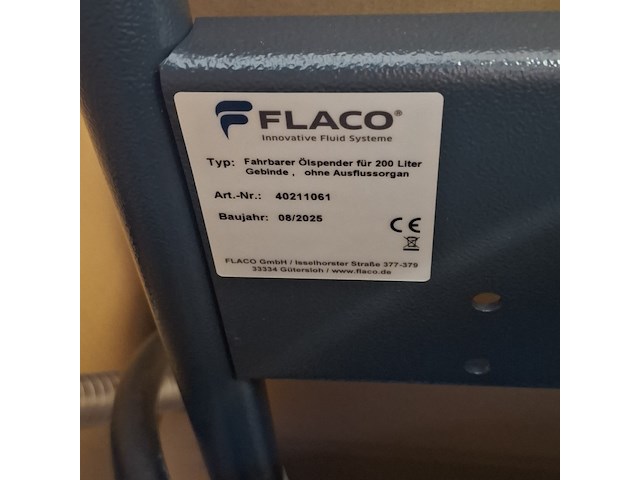 FLACO®
Innovative Fluid Systeme
Typ: Fahrbarer Ölspender für 200 Liter
Gebinde , ohne Ausflussorgan
Art.-Nr.: 40211061
Baujahr: 08/2025
CE
FLACO GmbH / Isselhorster Straße 377-379
33334 Gütersloh / www.flaco.de